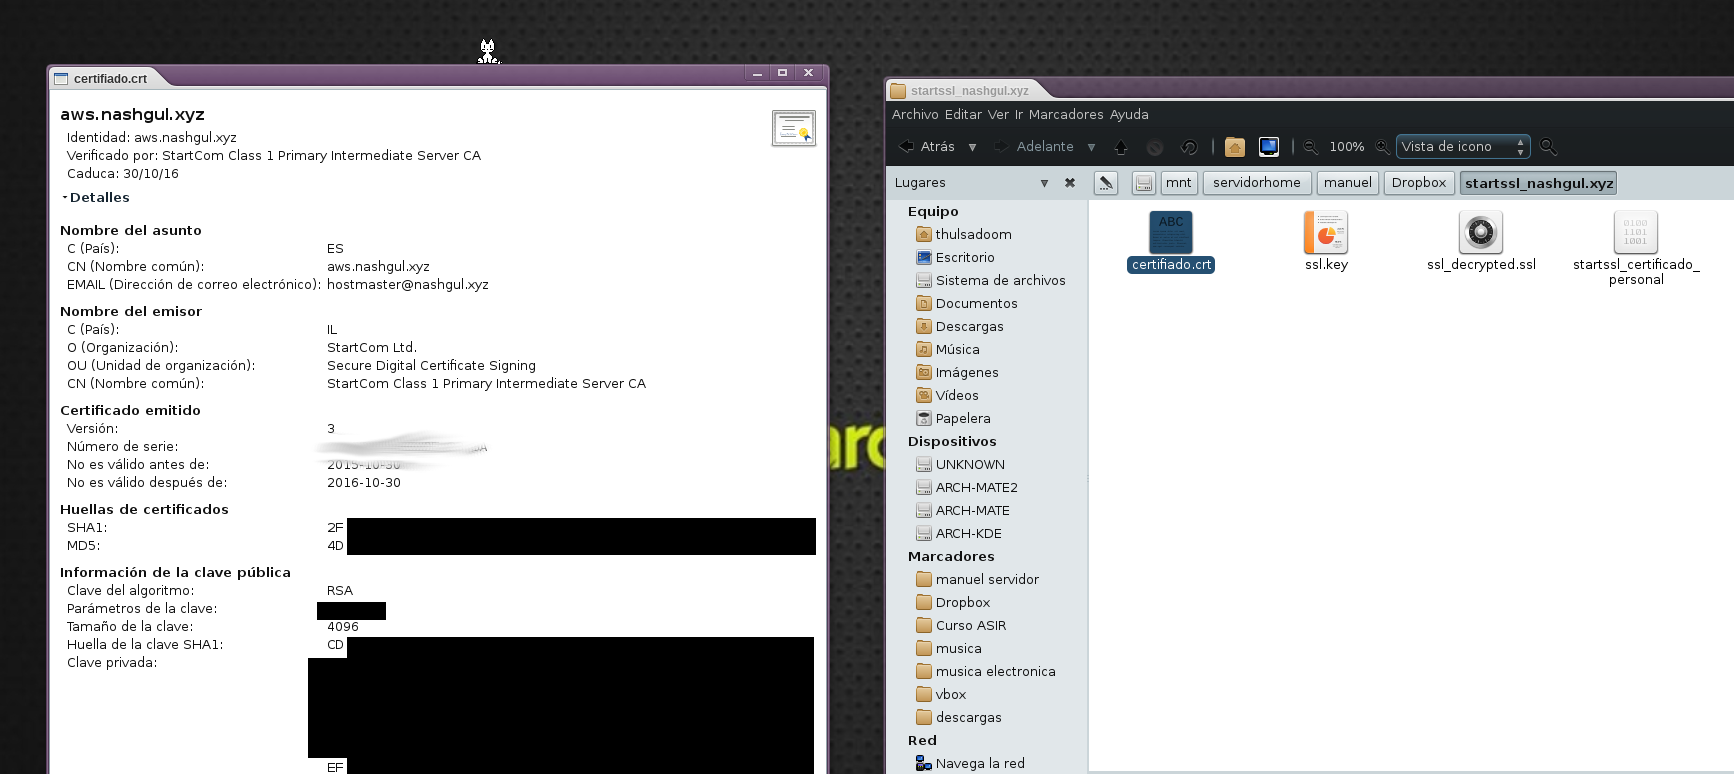 certifiado.crt
aws.nashgul.xyz
Identidad: aws.nashgul.xyz
Verificado por: StartCom Class 1 Primary Intermediate Server CA
Caduca: 30/10/16
Detalles
Nombre del asunto
C (País): ES
CN (Nombre común): aws.nashgul.xyz
EMAIL (Dirección de correo electrónico): hostmaster@nashgul.xyz
Nombre del emisor
C (País): IL
O (Organización): StartCom Ltd.
OU (Unidad de organización): Secure Digital Certificate Signing
CN (Nombre común): StartCom Class 1 Primary Intermediate Server CA
Certificado emitido
Versión: 3
Número de serie:
No es válido antes de: 2015-10-30
No es válido después de: 2016-10-30
Huellas de certificados
SHA1: 2F
MD5: 4D
Información de la clave pública
Clave del algoritmo: RSA
Parámetros de la clave:
Tamaño de la clave: 4096
Huella de la clave SHA1: CD
Clave privada:
EF
startssl_nashgul.xyz
Archivo Editar Ver Ir Marcadores Ayuda
Atrás Adelante 100% Vista de icono
Lugares mnt servidorhome manuel Dropbox startssl_nashgul.xyz
Equipo
thulsadoom
Escritorio
Sistema de archivos
Documentos
Descargas
Música
Imágenes
Vídeos
Papelera
Dispositivos
UNKNOWN
ARCH-MATE2
ARCH-MATE
ARCH-KDE
Marcadores
manuel servidor
Dropbox
Curso ASIR
musica
musica electronica
vbox
descargas
Red
Navega la red
ABC
certifiado.crt
ssl.key
ssl_decrypted.ssl
0100
1101
1001
startssl_certificado_
personal